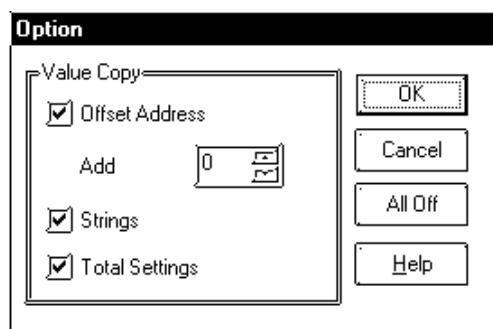 Option
Value Copy
Offset Address
Add 0
Strings
Total Settings
OK
Cancel
All Off
Help